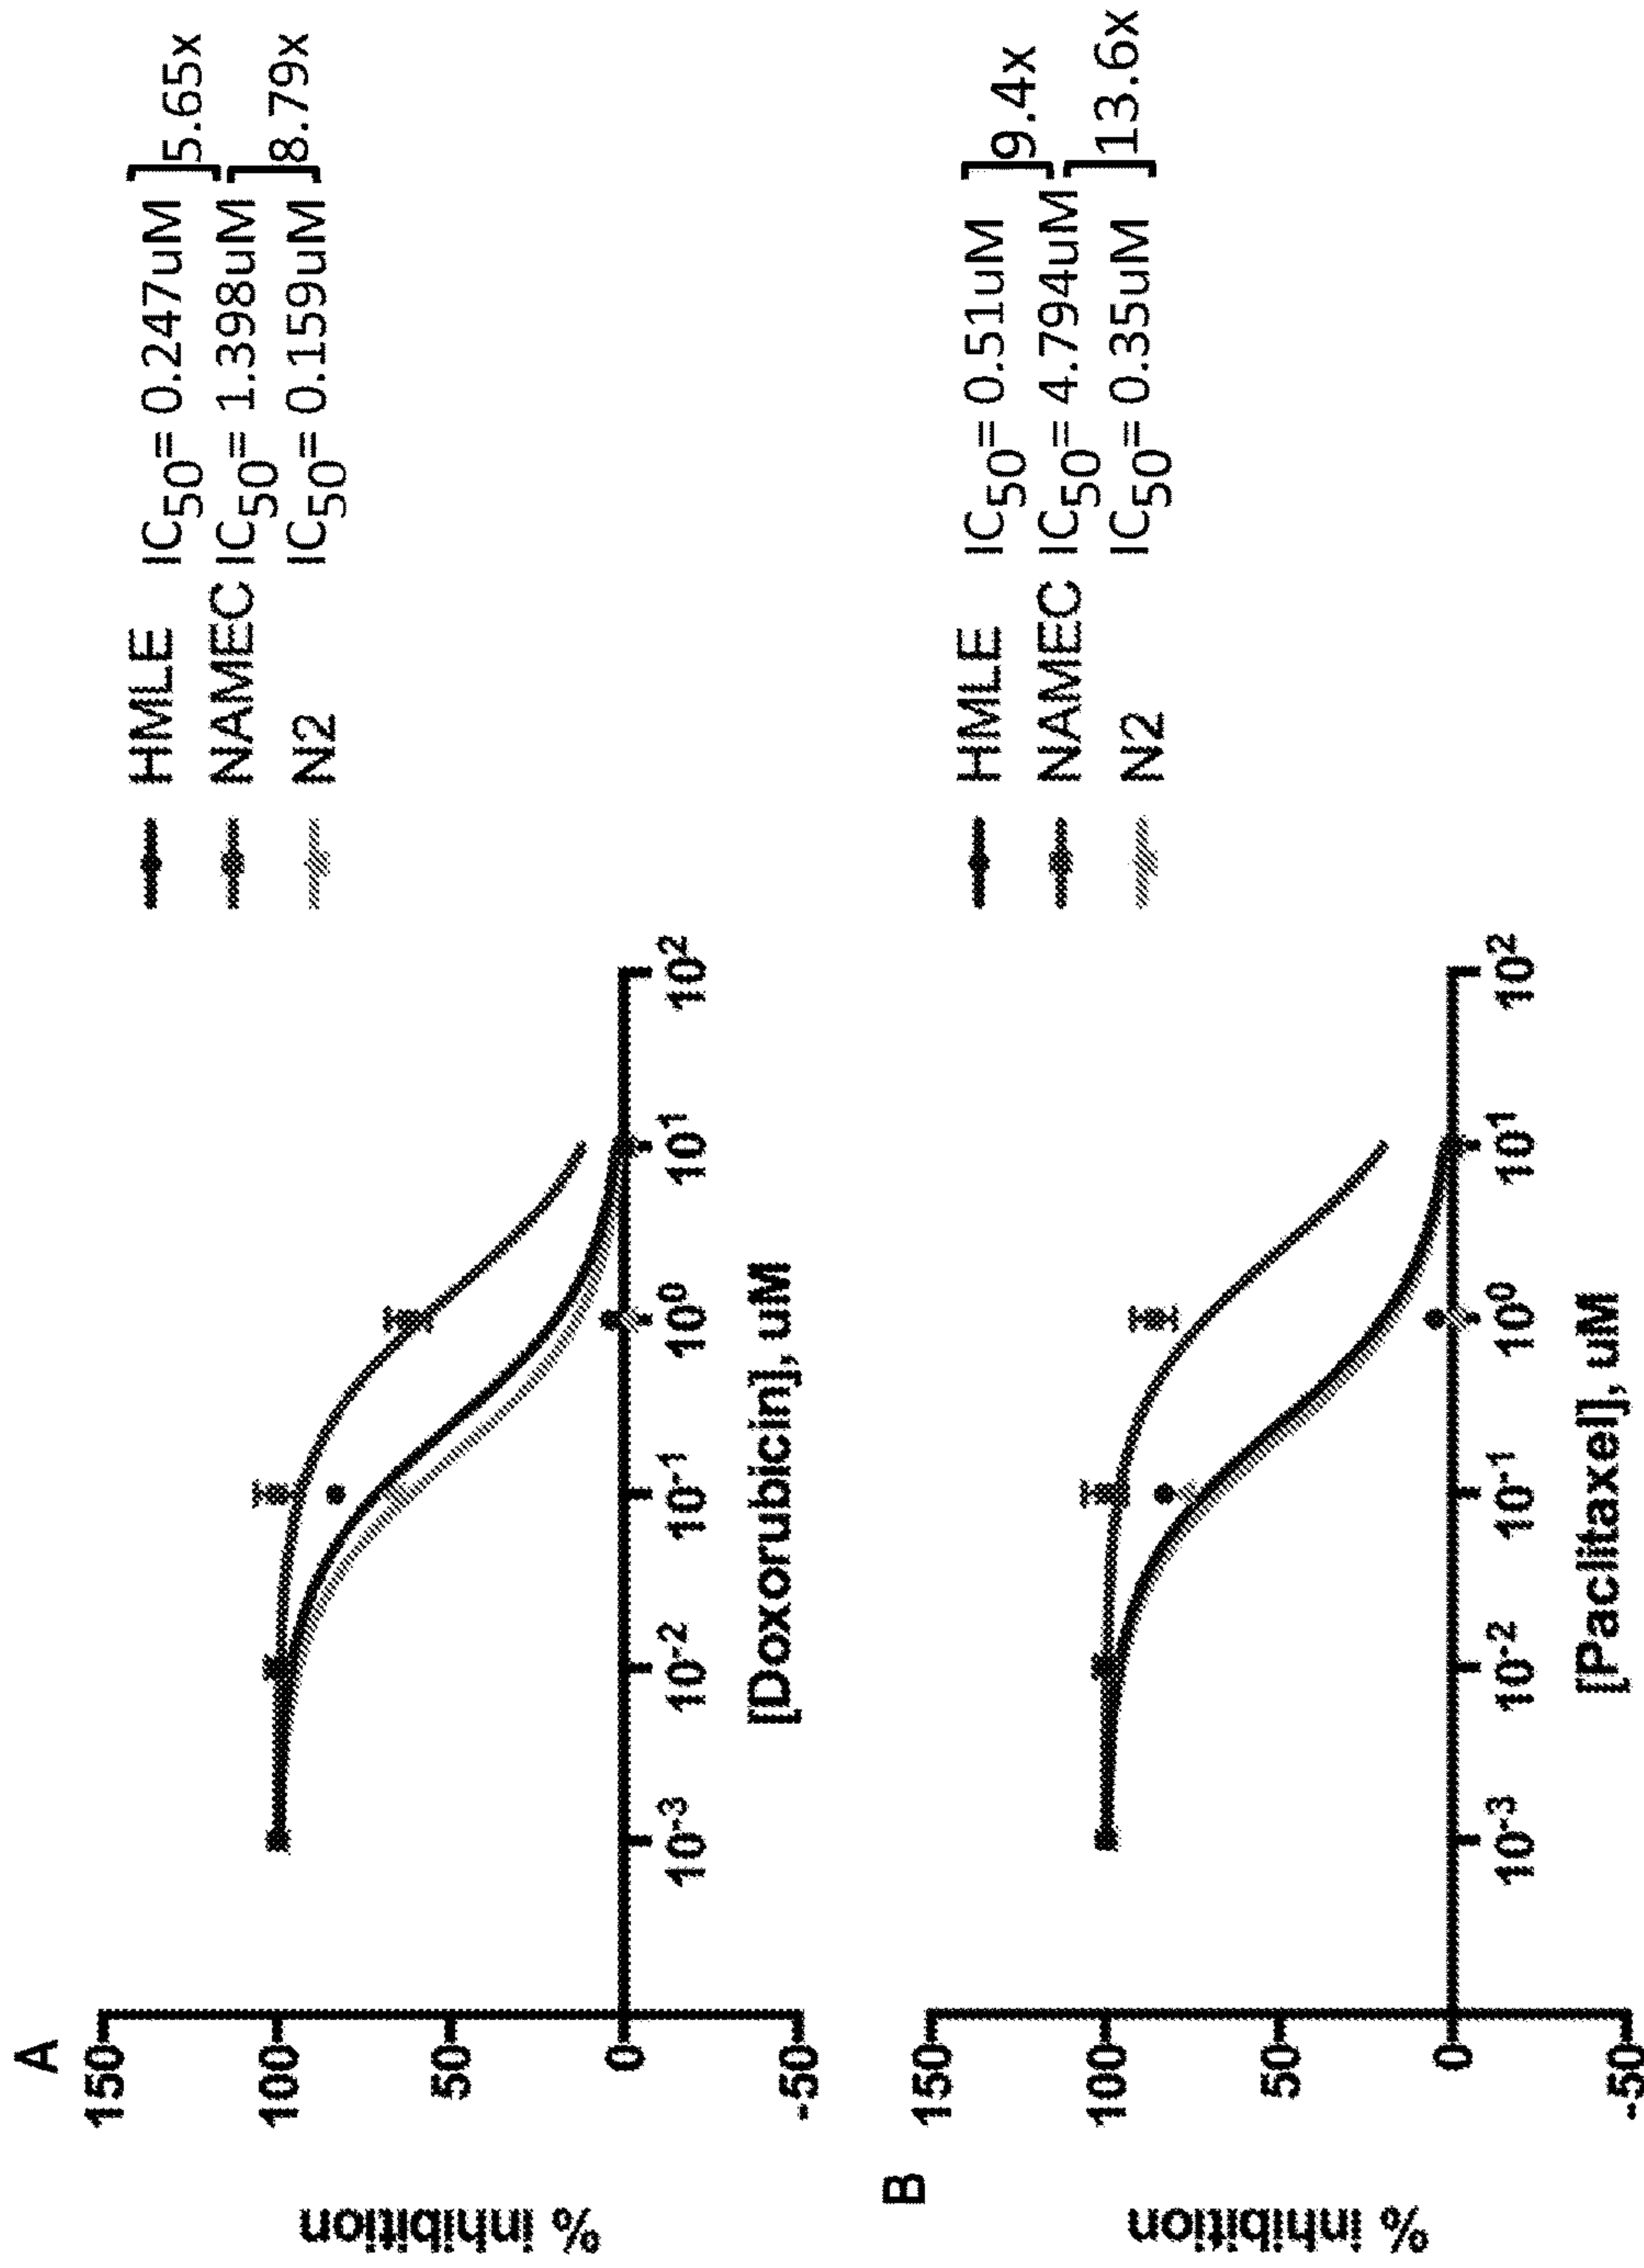 A
% inhibition
150
100
50
0
-50
10-3
10-2
10-1
100
101
102
[Doxorubicin], uM
HMLE IC50= 0.247uM
NAMEC IC50= 1.398uM
N2 IC50= 0.159uM
]5.65x
]8.79x
B
% inhibition
150
100
50
0
-50
10-3
10-2
10-1
100
101
102
[Paclitaxel], uM
HMLE IC50= 0.51uM
NAMEC IC50= 4.794uM
N2 IC50= 0.35uM
]9.4x
]13.6x